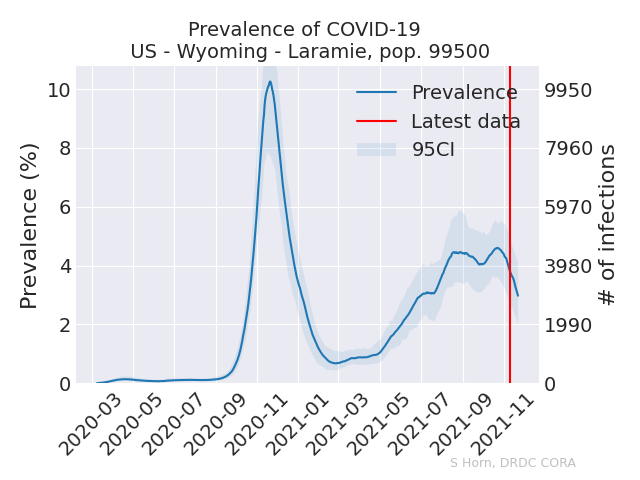 Prevalence of COVID-19
US - Wyoming - Laramie, pop. 99500
Prevalence (%)
10
8
6
4
2
0
Prevalence
Latest data
95CI
9950
7960
5970
3980
1990
0
# of infections
2020-03
2020-05
2020-07
2020-09
2020-11
2021-01
2021-03
2021-05
2021-07
2021-09
2021-11
S Horn, DRDC CORA